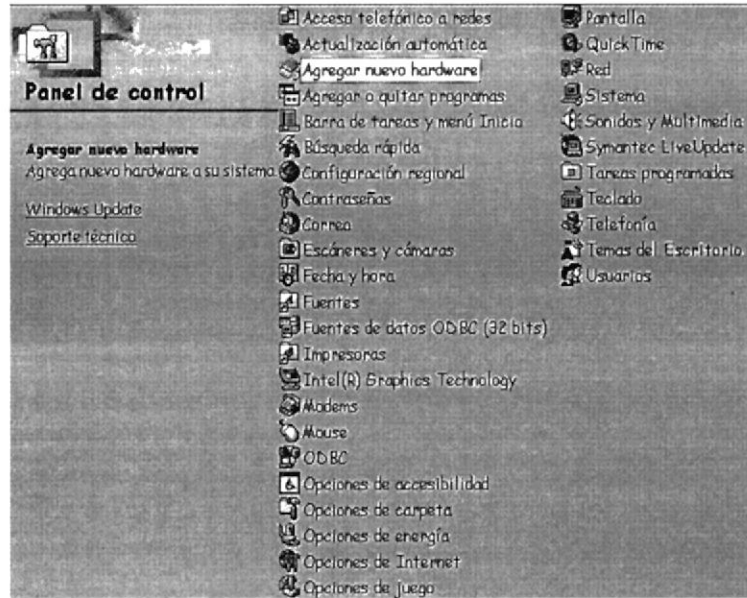 Panel de control
Agregar nuevo hardware
Agrega nuevo hardware a su sistema
Windows Update
Soporte técnico
Acceso telefónico a redes
Actualización automática
Agregar nuevo hardware
Agregar o quitar programas
Barra de tareas y menú Inicio
Búsqueda rápida
Configuración regional
Contraseñas
Correo
Escáneres y cámaras
Fecha y hora
Fuentes
Fuentes de datos ODBC (32 bits)
Impresoras
Intel(R) Graphics Technology
Modems
Mouse
ODBC
Opciones de accesibilidad
Opciones de carpeta
Opciones de energía
Opciones de Internet
Opciones de juego
Pantalla
QuickTime
Red
Sistema
Sonidos y Multimedia
Symantec LiveUpdate
Tareas programadas
Teclado
Telefonía
Temas del Escritorio
Usuarios